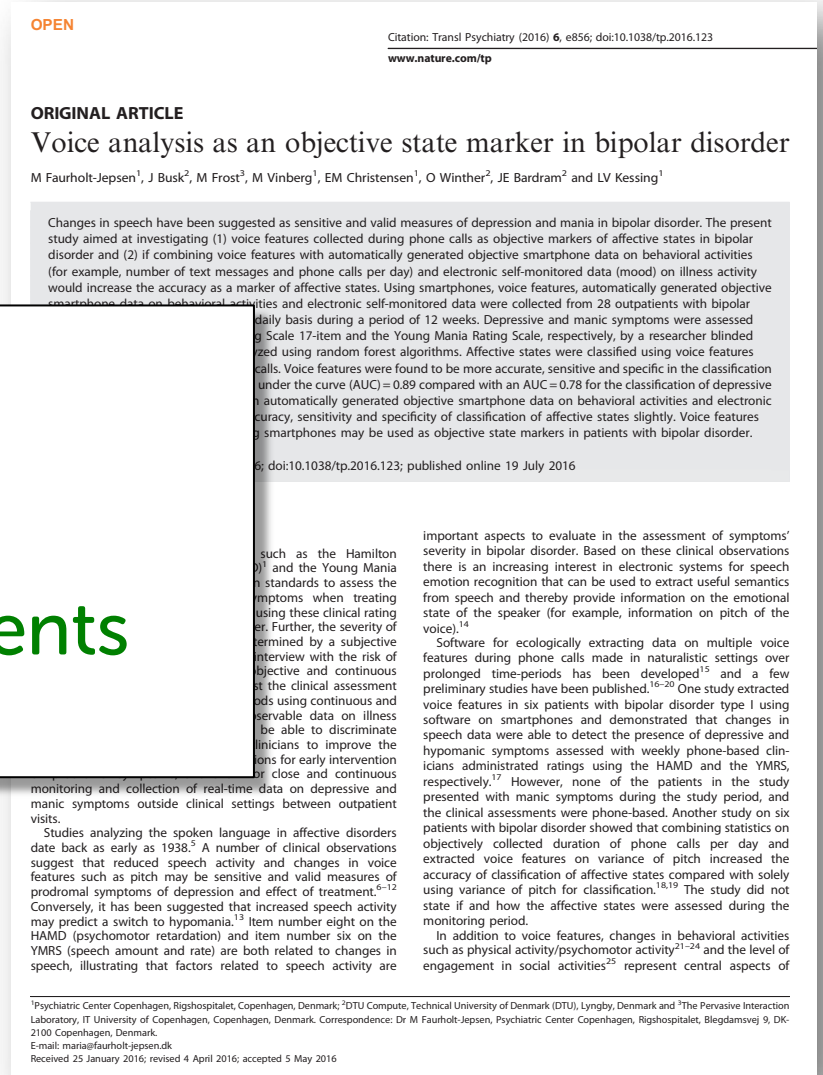 OPEN
Citation: Transl Psychiatry (2016) 6, e856; doi:10.1038/tp.2016.123
www.nature.com/tp
ORIGINAL ARTICLE
Voice analysis as an objective state marker in bipolar disorder
M Faurholt-Jepsen1, J Busk2, M Frost3, M Vinberg1, EM Christensen1, O Winther2, JE Bardram2 and LV Kessing1
Changes in speech have been suggested as sensitive and valid measures of depression and mania in bipolar disorder. The present
study aimed at investigating (1) voice features collected during phone calls as objective markers of affective states in bipolar
disorder and (2) if combining voice features with automatically generated objective smartphone data on behavioral activities
(for example, number of text messages and phone calls per day) and electronic self-monitored data (mood) on illness activity
would increase the accuracy as a marker of affective states. Using smartphones, voice features, automatically generated objective
smartphone data on behavioral activities and electronic self-monitored data were collected from 28 outpatients with bipolar
daily basis during a period of 12 weeks. Depressive and manic symptoms were assessed
Scale 17-item and the Young Mania Rating Scale, respectively, by a researcher blinded
using random forest algorithms. Affective states were classified using voice features
calls. Voice features were found to be more accurate, sensitive and specific in the classification
under the curve (AUC) = 0.89 compared with an AUC = 0.78 for the classification of depressive
automatically generated objective smartphone data on behavioral activities and electronic
sensitivity and specificity of classification of affective states slightly. Voice features
smartphones may be used as objective state markers in patients with bipolar disorder.
6; doi:10.1038/tp.2016.123; published online 19 July 2016
ents
such as the Hamilton
)1 and the Young Mania
standards to assess the
when treating
using these clinical rating
er. Further, the severity of
by a subjective
interview with the risk of
and continuous
the clinical assessment
using continuous and
data on illness
be able to discriminate
to improve the
for early intervention
close and continuous
monitoring and collection of real-time data on depressive and
manic symptoms outside clinical settings between outpatient
visits.
Studies analyzing the spoken language in affective disorders
date back as early as 1938.5 A number of clinical observations
suggest that reduced speech activity and changes in voice
features such as pitch may be sensitive and valid measures of
prodromal symptoms of depression and effect of treatment.6–12
Conversely, it has been suggested that increased speech activity
may predict a switch to hypomania.13 Item number eight on the
HAMD (psychomotor retardation) and item number six on the
YMRS (speech amount and rate) are both related to changes in
speech, illustrating that factors related to speech activity are
important aspects to evaluate in the assessment of symptoms'
severity in bipolar disorder. Based on these clinical observations
there is an increasing interest in electronic systems for speech
emotion recognition that can be used to extract useful semantics
from speech and thereby provide information on the emotional
state of the speaker (for example, information on pitch of the
voice).14
Software for ecologically extracting data on multiple voice
features during phone calls made in naturalistic settings over
prolonged time-periods has been developed15 and a few
preliminary studies have been published.16–20 One study extracted
voice features in six patients with bipolar disorder type I using
software on smartphones and demonstrated that changes in
speech data were able to detect the presence of depressive and
hypomanic symptoms assessed with weekly phone-based clin-
icians administrated ratings using the HAMD and the YMRS,
respectively.17 However, none of the patients in the study
presented with manic symptoms during the study period, and
the clinical assessments were phone-based. Another study on six
patients with bipolar disorder showed that combining statistics on
objectively collected duration of phone calls per day and
extracted voice features on variance of pitch increased the
accuracy of classification of affective states compared with solely
using variance of pitch for classification.18,19 The study did not
state if and how the affective states were assessed during the
monitoring period.
In addition to voice features, changes in behavioral activities
such as physical activity/psychomotor activity21–24 and the level of
engagement in social activities25 represent central aspects of
1Psychiatric Center Copenhagen, Rigshospitalet, Copenhagen, Denmark; 2DTU Compute, Technical University of Denmark (DTU), Lyngby, Denmark and 3The Pervasive Interaction
Laboratory, IT University of Copenhagen, Copenhagen, Denmark. Correspondence: Dr M Faurholt-Jepsen, Psychiatric Center Copenhagen, Rigshospitalet, Blegdamsvej 9, DK-
2100 Copenhagen, Denmark.
E-mail: maria@faurholt-jepsen.dk
Received 25 January 2016; revised 4 April 2016; accepted 5 May 2016